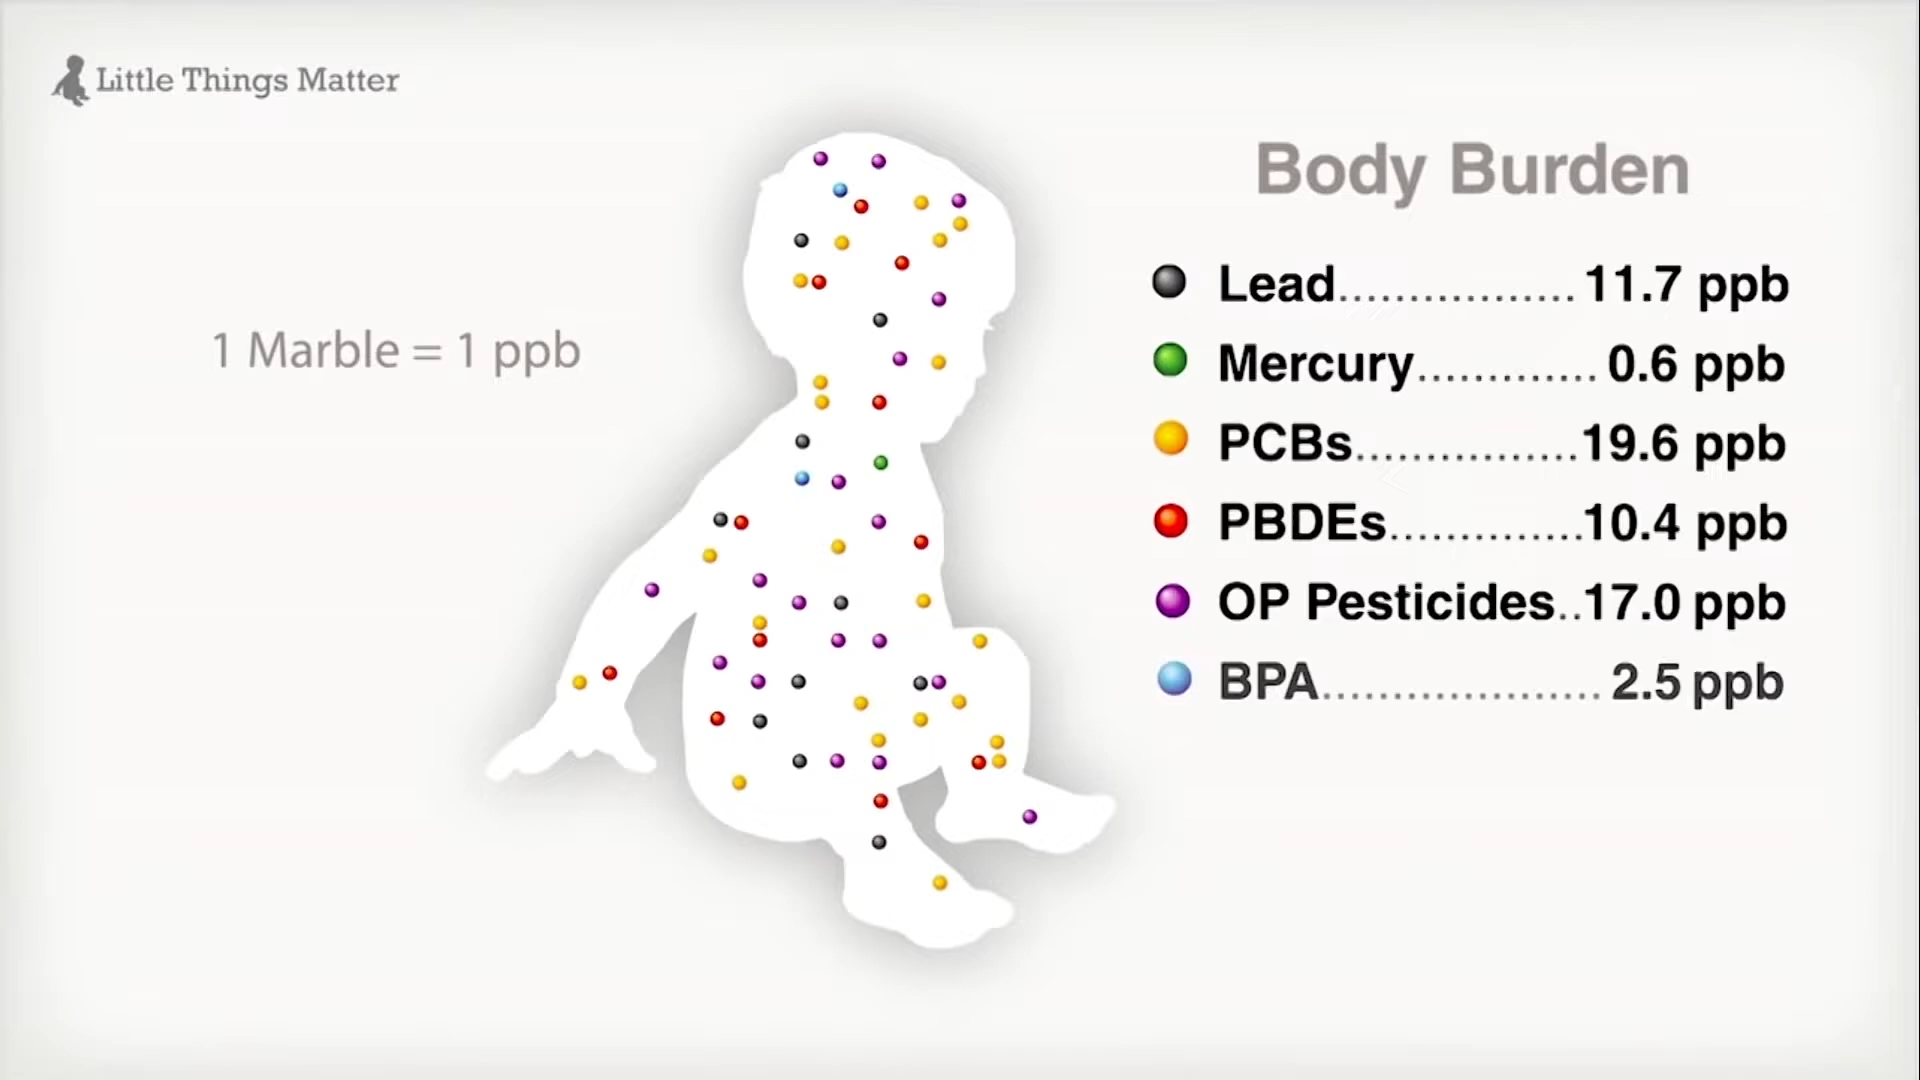 Little Things Matter
Body Burden
1 Marble = 1 ppb
Lead.................11.7 ppb
Mercury.............0.6 ppb
PCBs................19.6 ppb
PBDEs..............10.4 ppb
OP Pesticides..17.0 ppb
BPA....................2.5 ppb